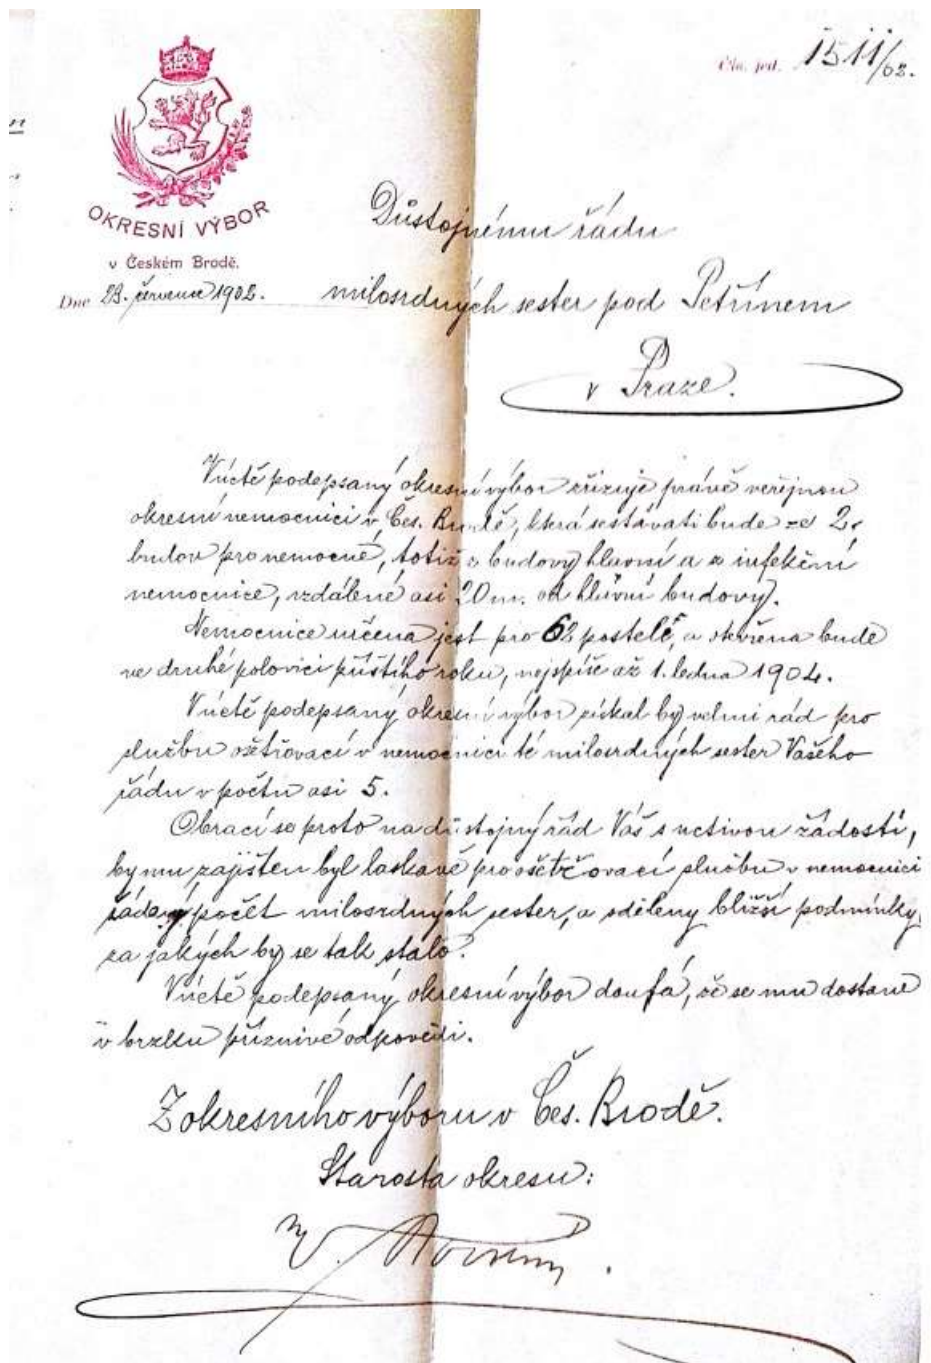 Čís. jed. 1511/02.
OKRESNÍ VÝBOR
v Českém Brodě.
Dne 23. července 1902.
Důstojnému řádu
milosrdných sester pod Petřínem
v Praze.
V úctě podepsaný okresní výbor zřizuje právě veřejnou
okresní nemocnici v Čes. Brodě, která sestávati bude ze 2
budov pro nemocné, totiž z budovy hlavní a z infekční
nemocnice, vzdálené asi 20 m. od hlavní budovy.
Nemocnice určena jest pro 62 postelí, a otevřena bude
ve druhé polovici příštího roku, nejspíše až 1. ledna 1904.
V úctě podepsaný okresní výbor získal by velmi rád pro
službu ošetřovací v nemocnici té milosrdných sester Vašeho
řádu v počtu asi 5.
Obrací se proto na důstojný řád Váš s uctivou žádostí,
by mu zajištěn byl laskavě pro ošetřovací službu v nemocnici
žádaný počet milosrdných sester, a sděleny bližší podmínky,
za jakých by se tak stalo.
V úctě podepsaný okresní výbor doufá, že se mu dostane
v brzku příznivé odpovědi.
Z okresního výboru v Čes. Brodě.
Starosta okresu: